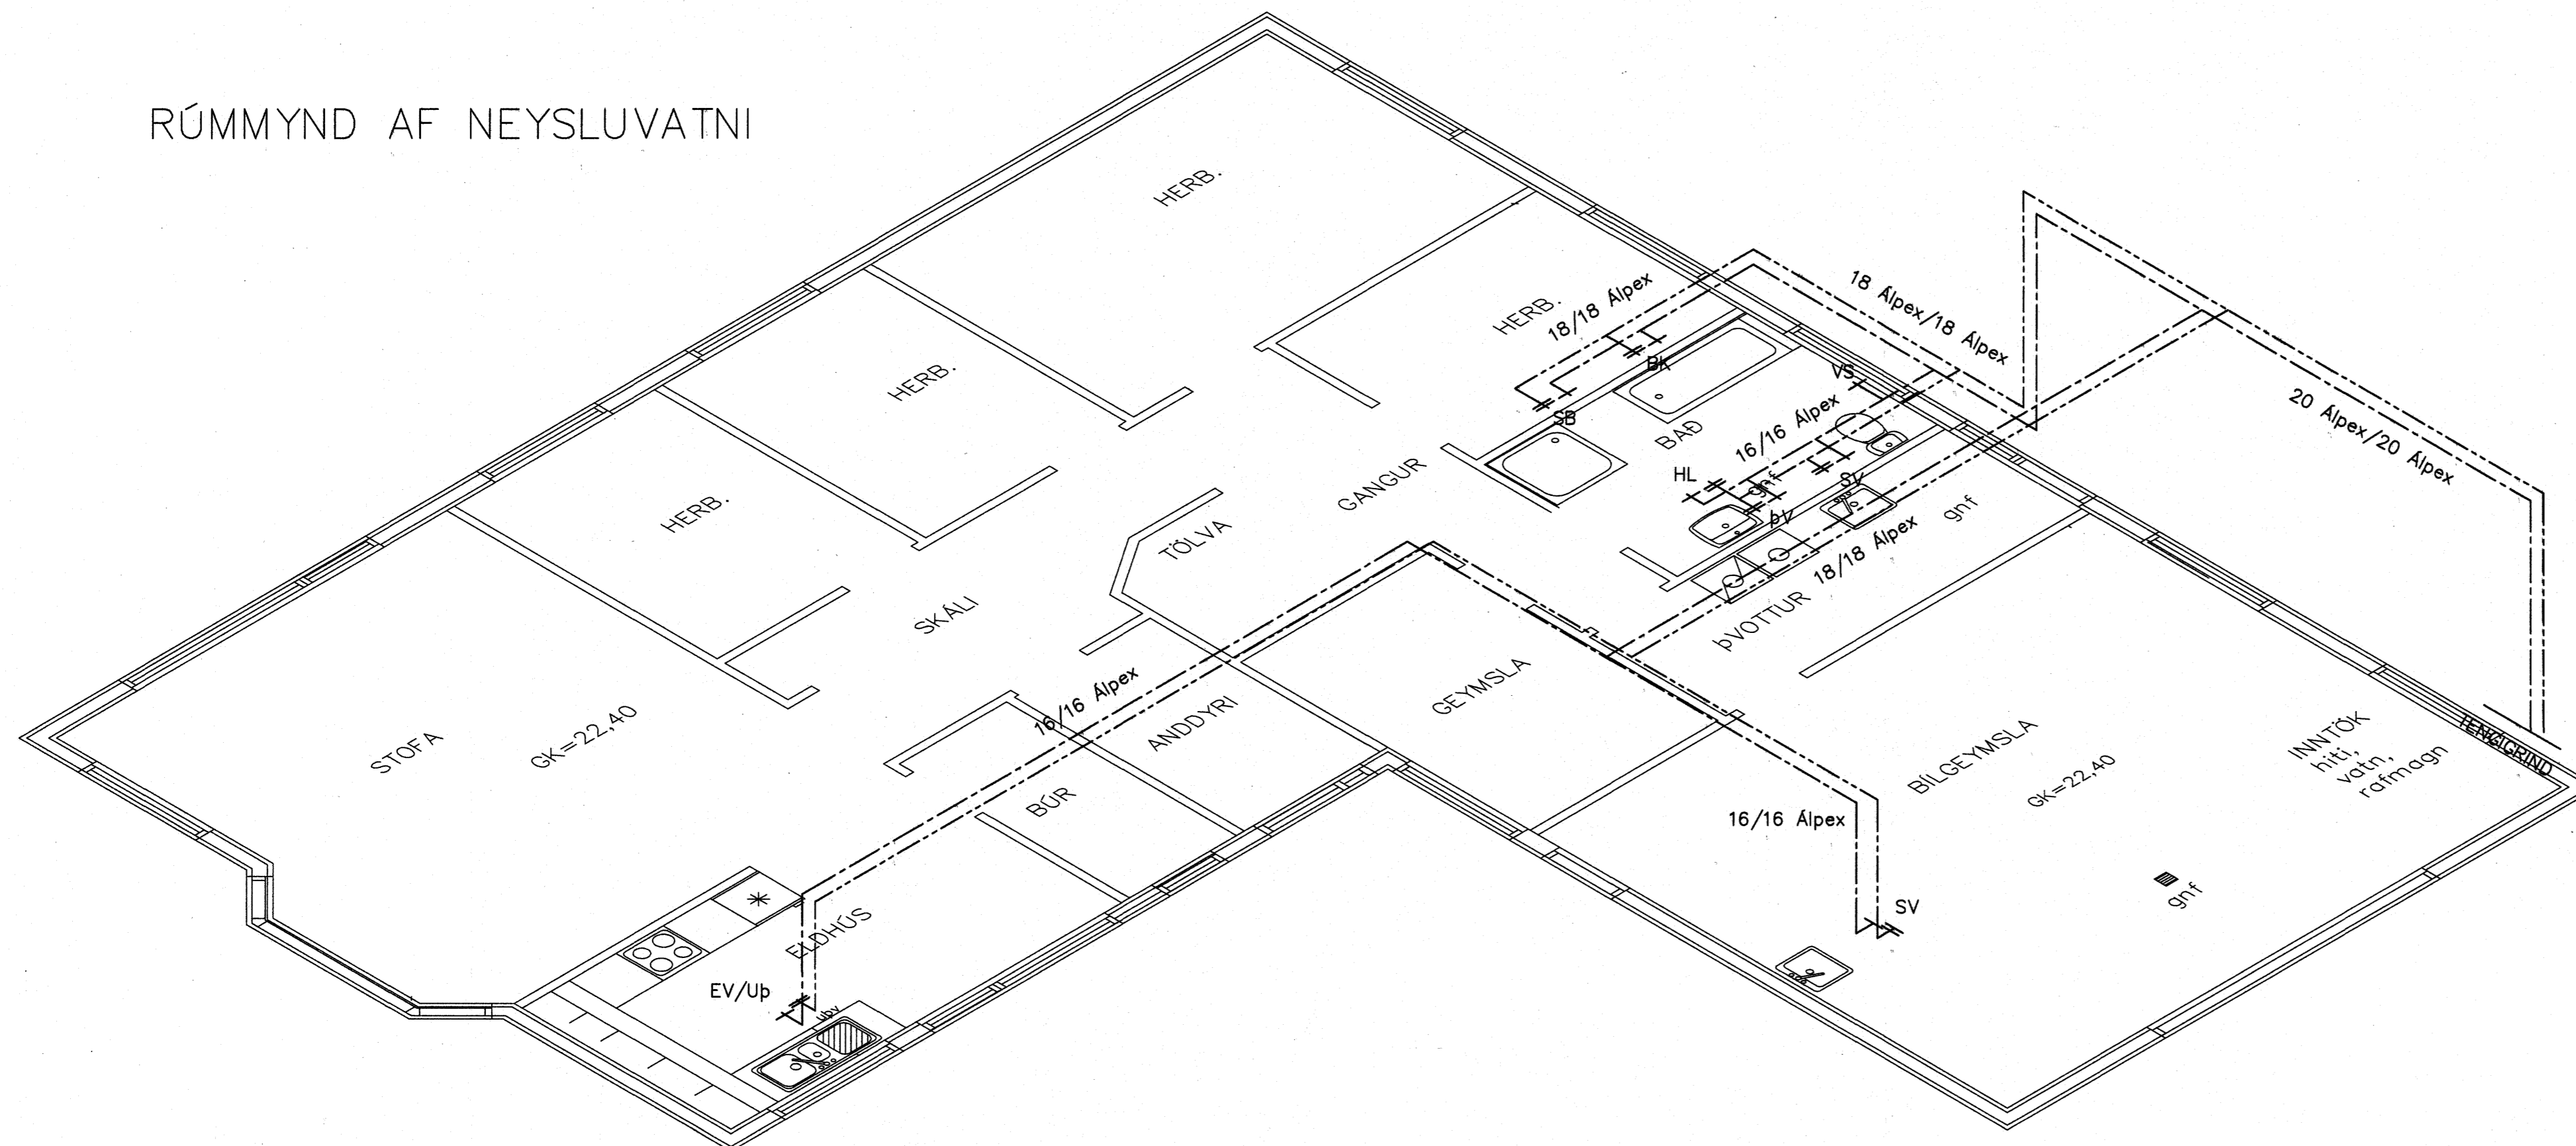 RÚMMYND AF NEYSLUVATNI
HERB.
HERB.
18/18 Álpex
18 Álpex/18 Álpex
BK
VS
HERB.
SB
BAÐ
16/16 Álpex
20 Álpex/20 Álpex
GANGUR
HL
gnf
SV
HERB.
TÖLVA
þV
gnf
18/18 Álpex
SKÁLI
ÞVOTTUR
16/16 Álpex
GEYMSLA
STOFA
GK=22,40
ANDDYRI
BÍLGEYMSLA
GK=22,40
INNTÖK
hiti,
vatn,
rafmagn
TENGIGRIND
BÚR
16/16 Álpex
gnf
SV
ELDHÚS
EV/Uþ
uþv